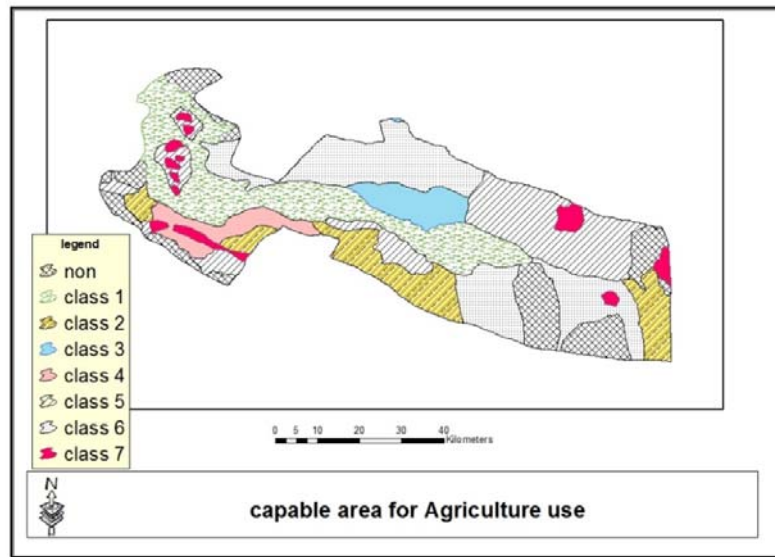 legend
non
class 1
class 2
class 3
class 4
class 5
class 6
class 7
0 5 10 20 30 40
Kilometers
N
capable area for Agriculture use